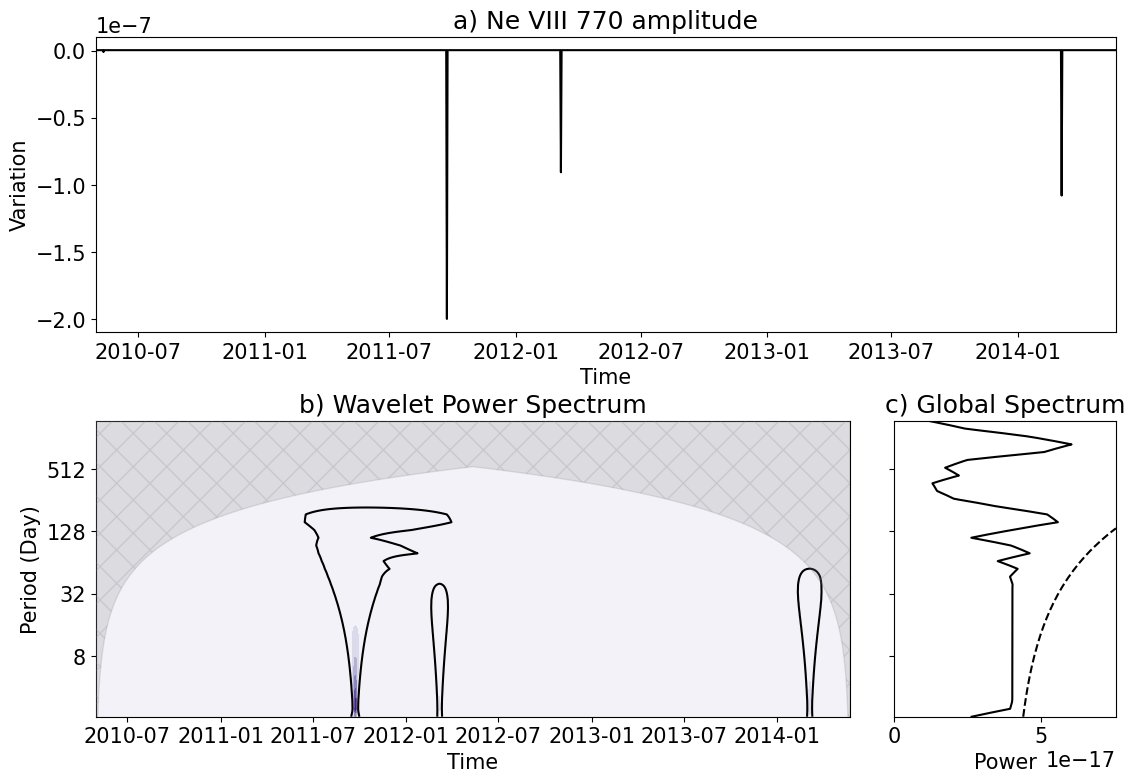 a) Ne VIII 770 amplitude
1e−7
0.0
−0.5
−1.0
−1.5
−2.0
Variation
2010-07 2011-01 2011-07 2012-01 2012-07 2013-01 2013-07 2014-01
Time
b) Wavelet Power Spectrum
512
128
32
8
Period (Day)
2010-07 2011-01 2011-07 2012-01 2012-07 2013-01 2013-07 2014-01
Time
c) Global Spectrum
0 5
Power 1e−17